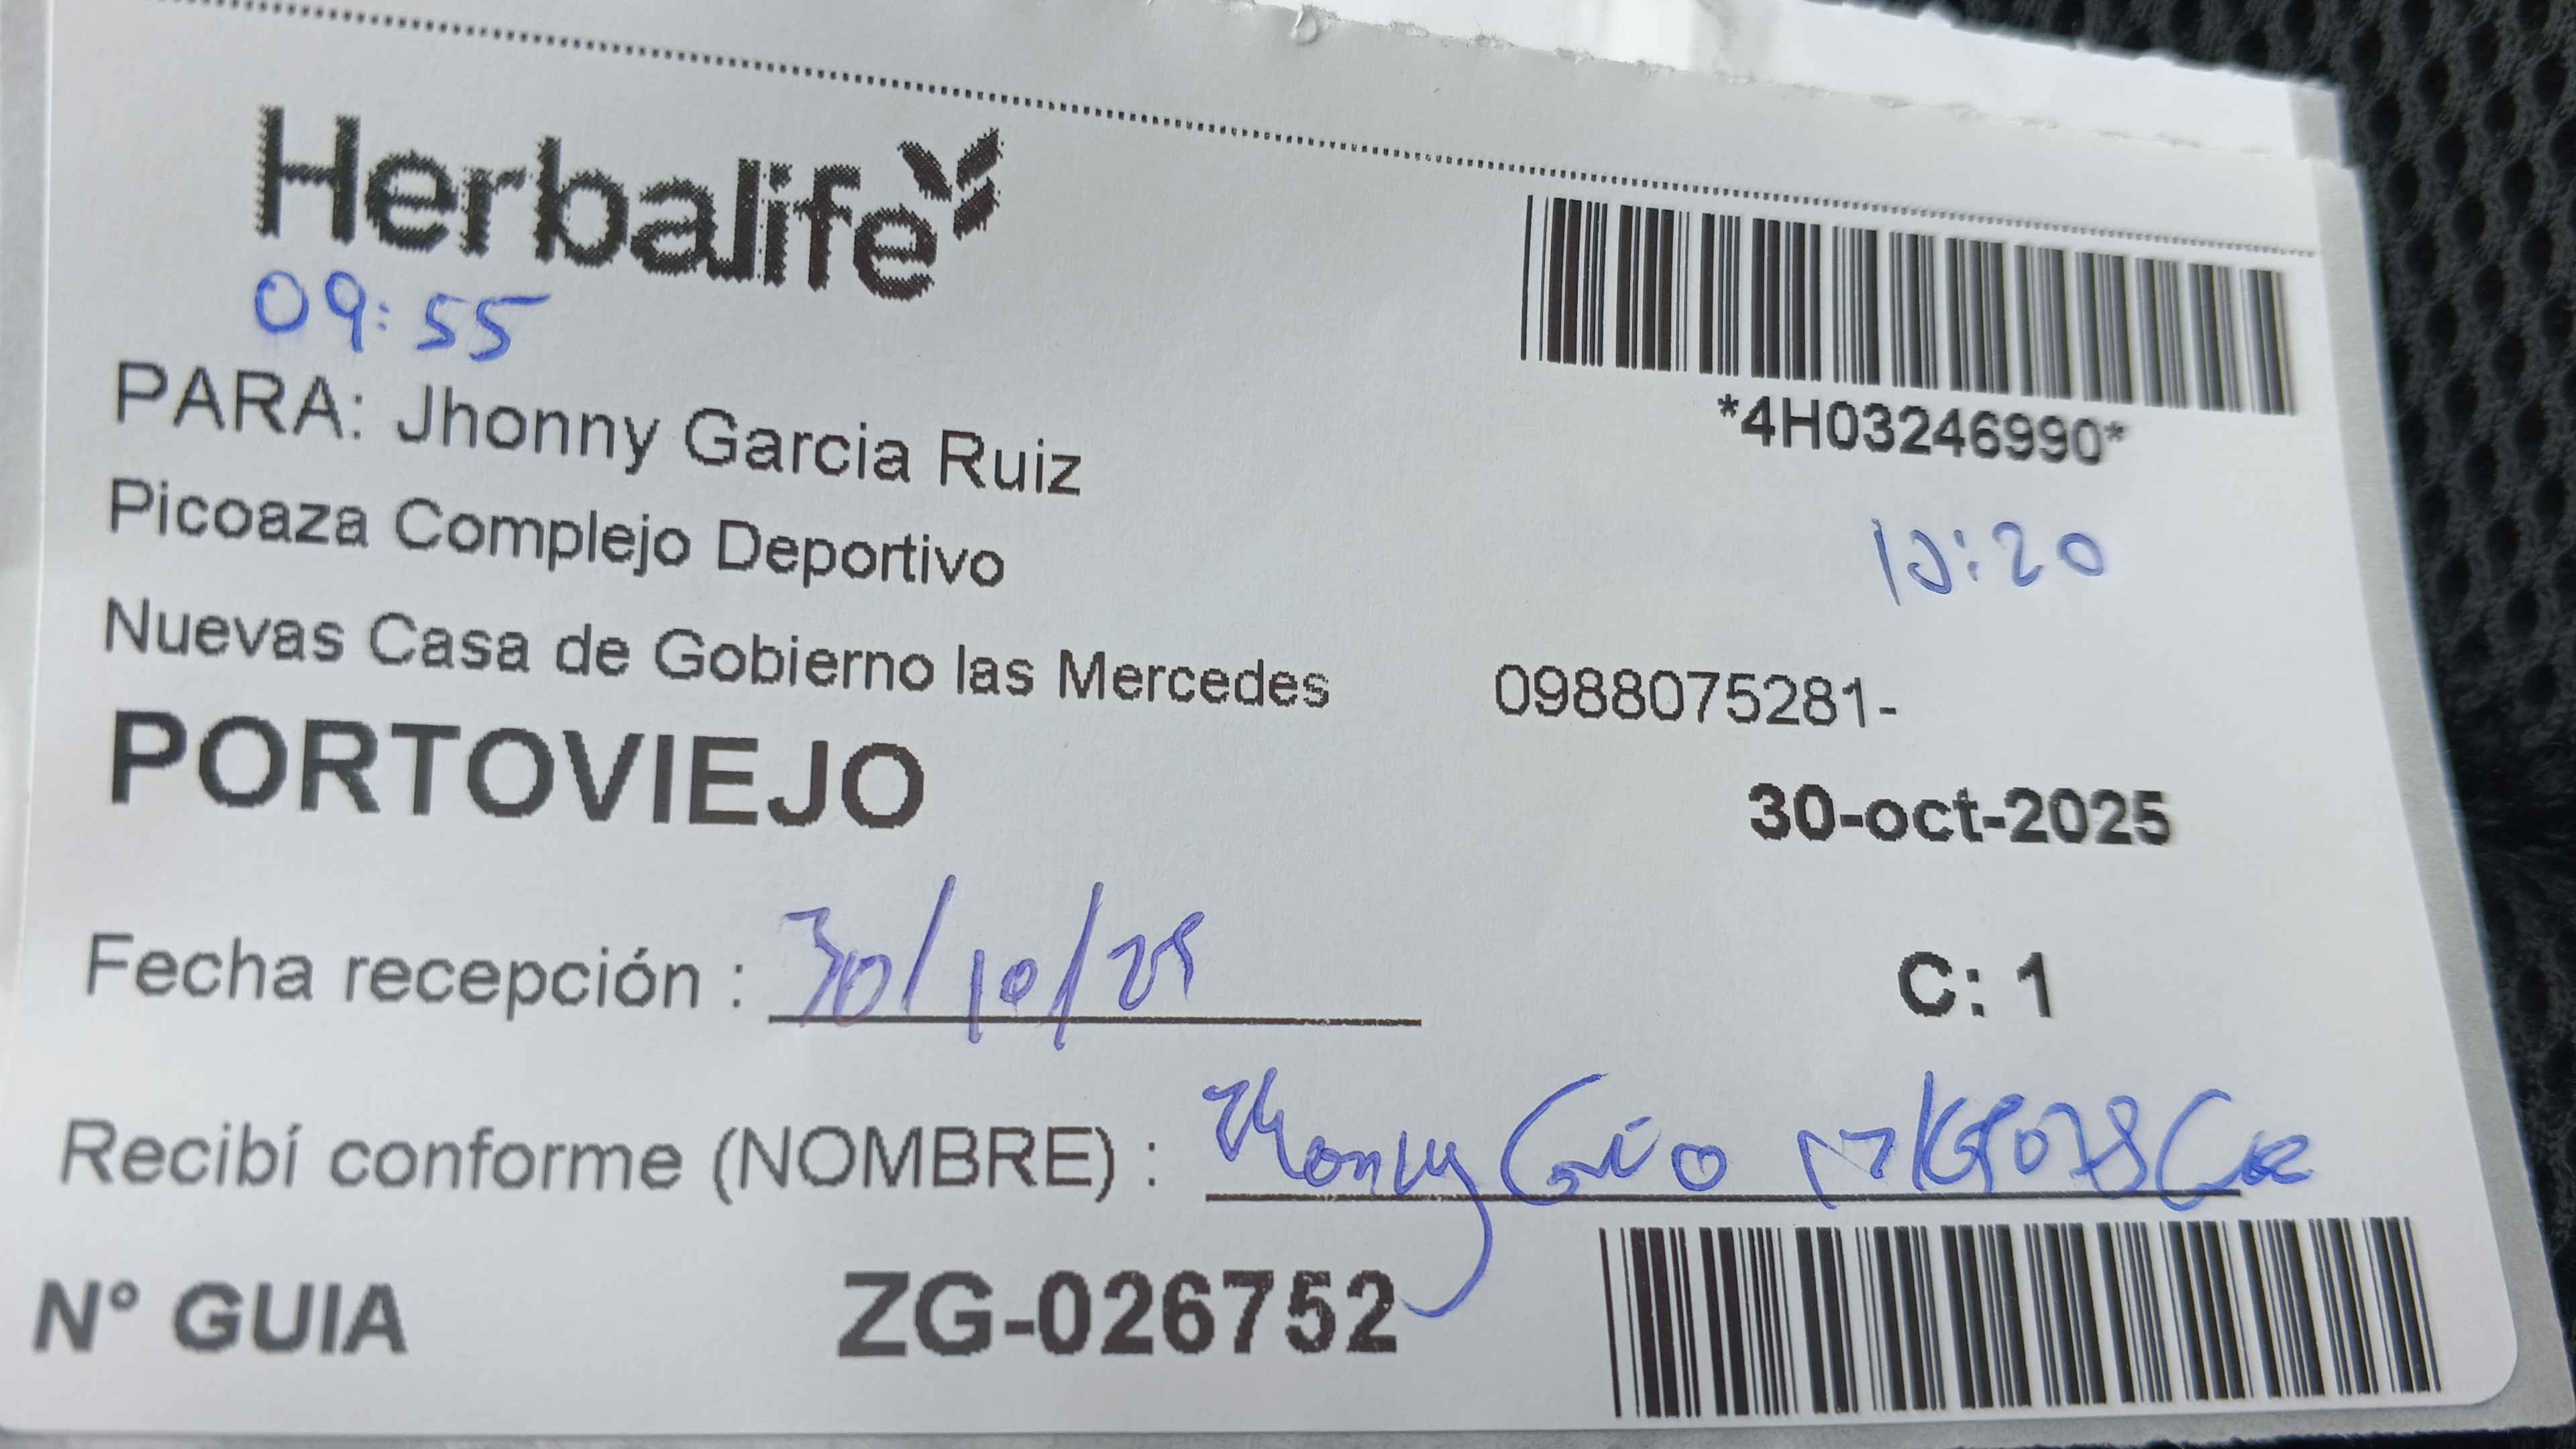 Herbalife
09:55
*4H03246990*
PARA: Jhonny Garcia Ruiz
10:20
Picoaza Complejo Deportivo
Nuevas Casa de Gobierno las Mercedes 0988075281-
PORTOVIEJO
30-oct-2025
Fecha recepción : 30/10/25
C: 1
Recibí conforme (NOMBRE) : Jhonny
N° GUIA ZG-026752